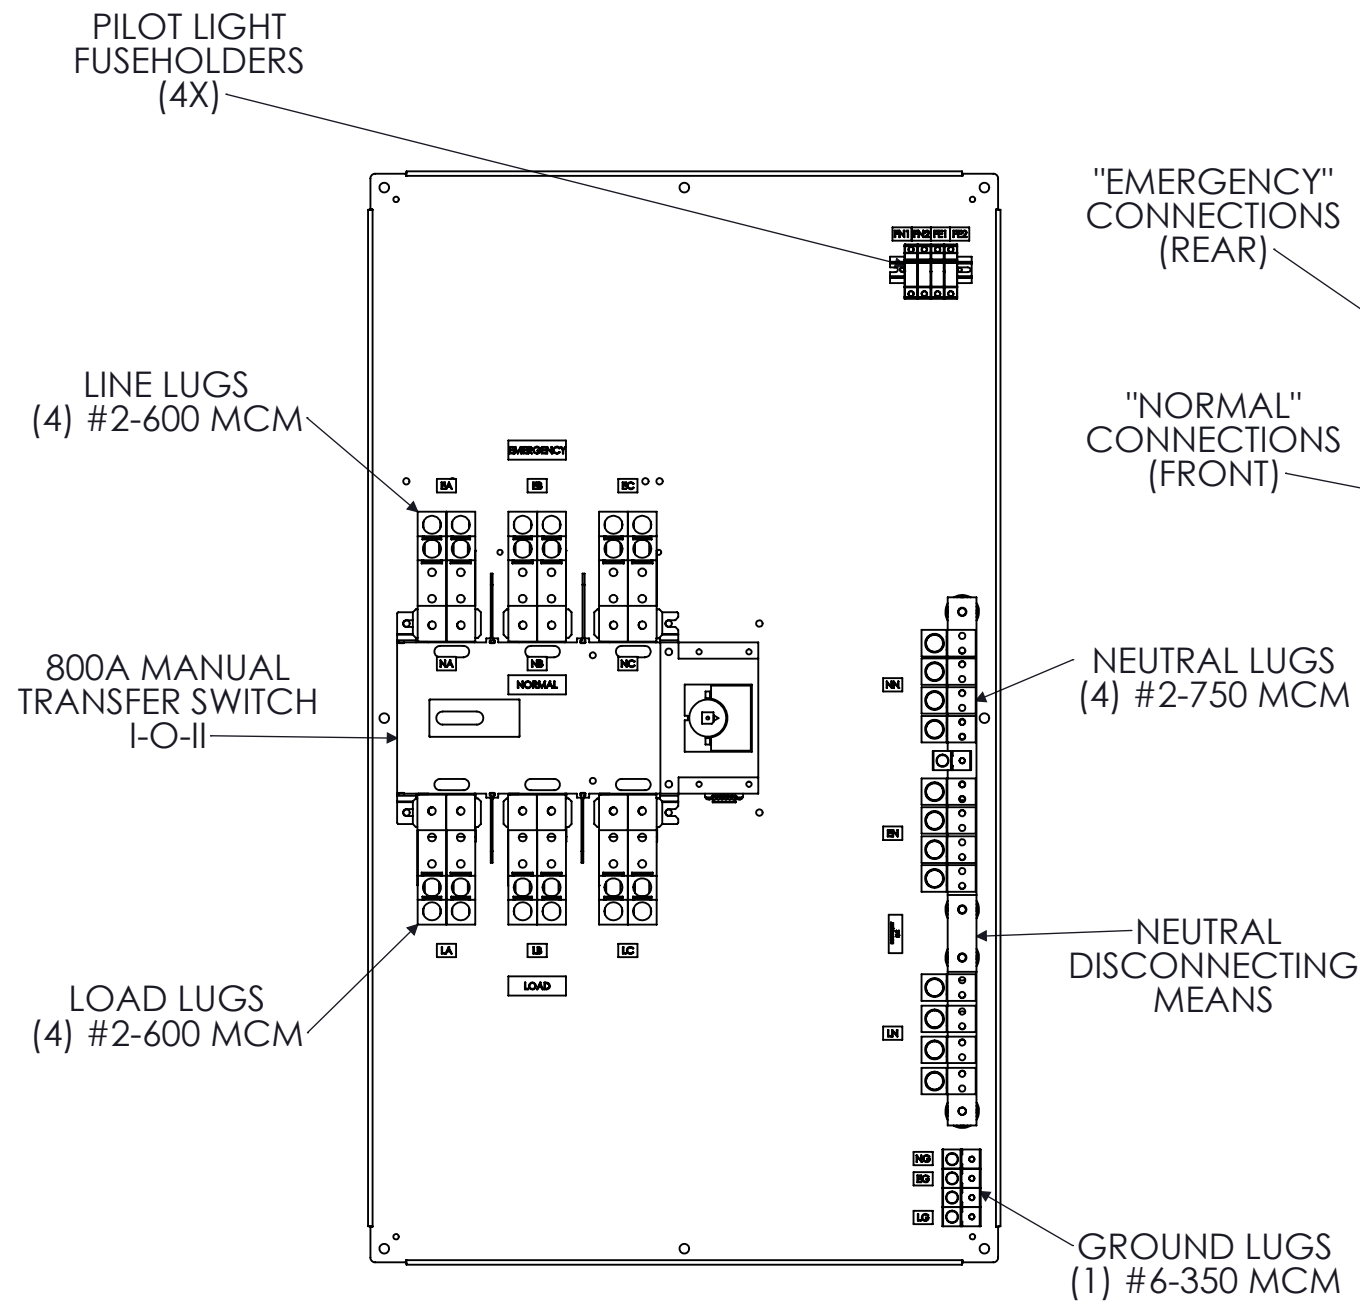 PILOT LIGHT
FUSEHOLDERS
(4X)
"EMERGENCY"
CONNECTIONS
(REAR)
FN1 FN2 FE1 FE2
LINE LUGS
(4) #2-600 MCM
"NORMAL"
CONNECTIONS
(FRONT)
EMERGENCY
EA EB EC
800A MANUAL
TRANSFER SWITCH
I-O-II
NA NB NC
NORMAL
NN
NEUTRAL LUGS
(4) #2-750 MCM
EN
NEUTRAL
DISCONNECTING
MEANS
LA LB LC
LOAD
LOAD LUGS
(4) #2-600 MCM
LN
NG
EG
LG
GROUND LUGS
(1) #6-350 MCM